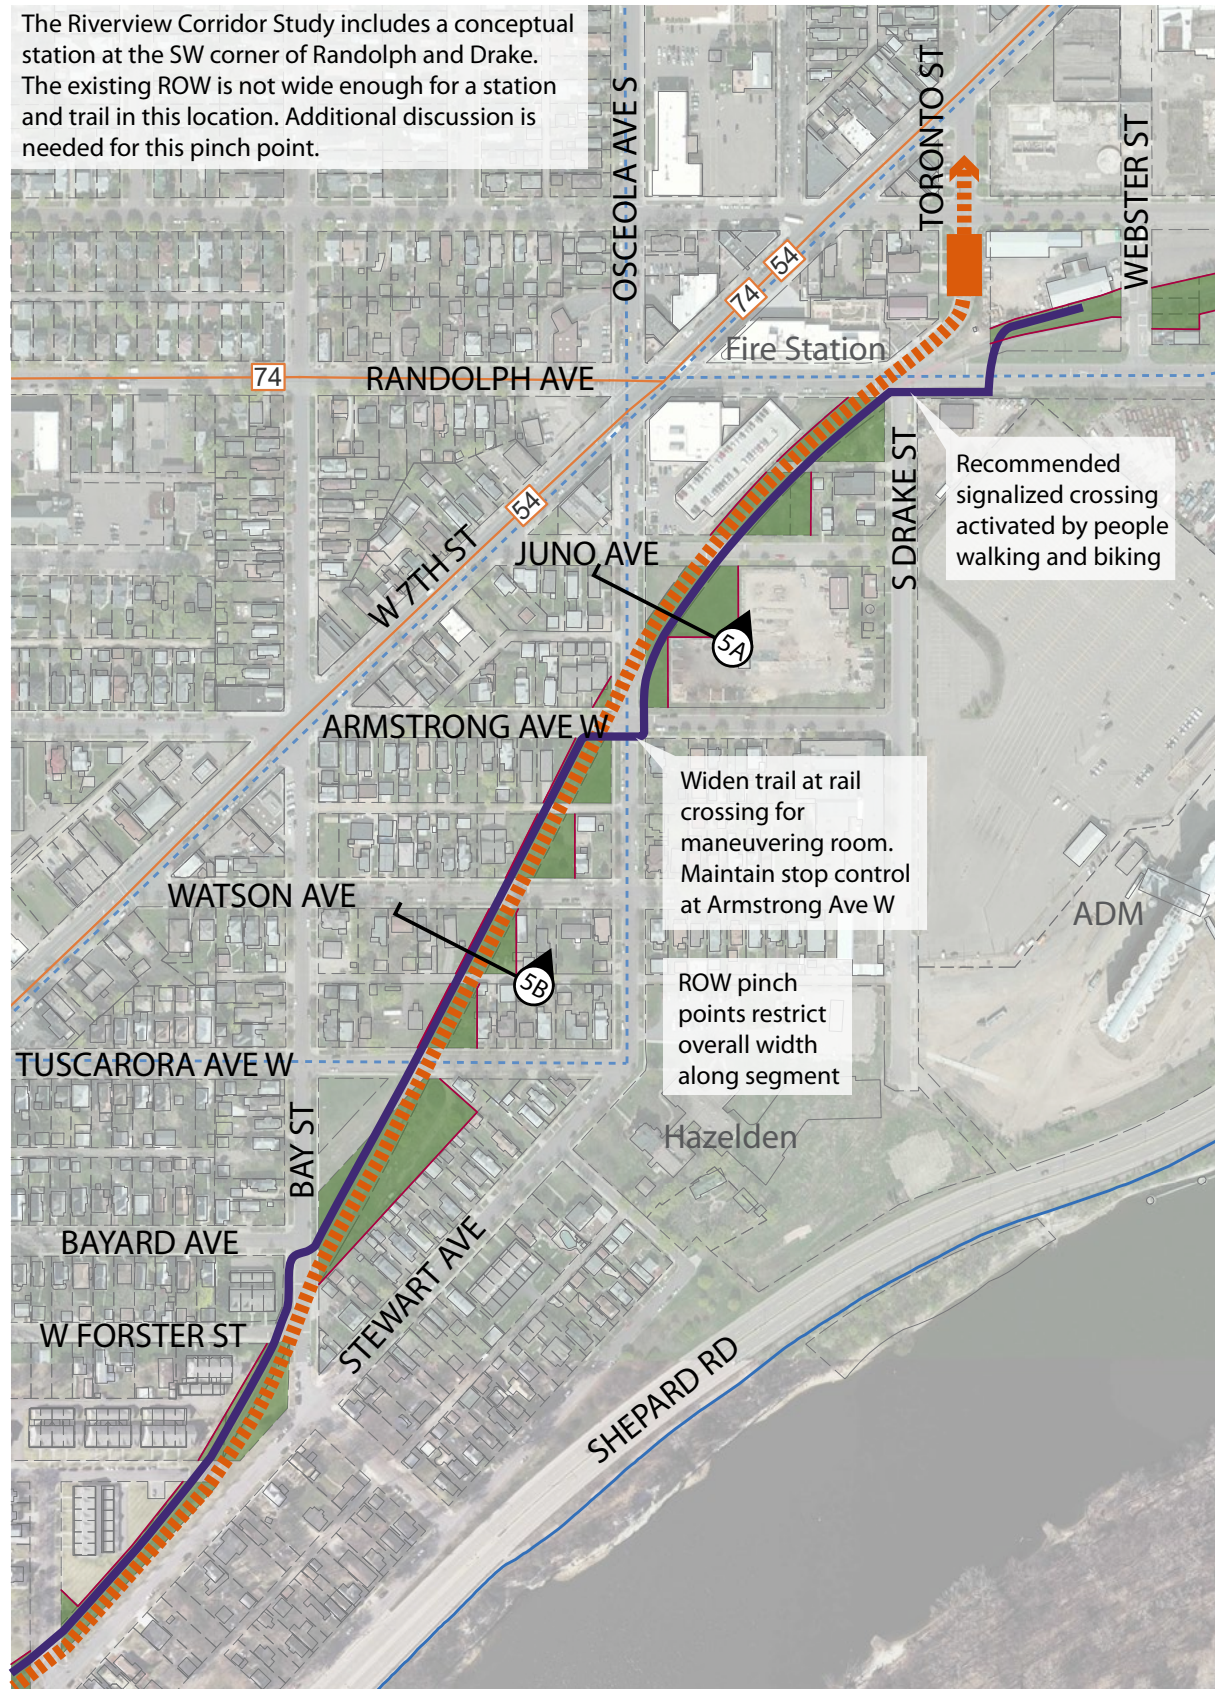 The Riverview Corridor Study includes a conceptual
station at the SW corner of Randolph and Drake.
The existing ROW is not wide enough for a station
and trail in this location. Additional discussion is
needed for this pinch point.
OSCEOLA AVE S
TORONTO ST
WEBSTER ST
54
74
Fire Station
74
RANDOLPH AVE
S DRAKE ST
Recommended
signalized crossing
activated by people
walking and biking
54
W 7TH ST
JUNO AVE
5A
ARMSTRONG AVE W
Widen trail at rail
crossing for
maneuvering room.
Maintain stop control
at Armstrong Ave W
WATSON AVE
ADM
5B
ROW pinch
points restrict
overall width
along segment
TUSCARORA AVE W
BAY ST
Hazelden
BAYARD AVE
STEWART AVE
W FORSTER ST
SHEPARD RD